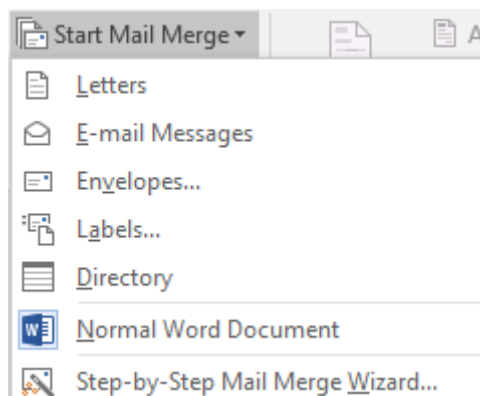 Start Mail Merge
Letters
E-mail Messages
Envelopes...
Labels...
Directory
Normal Word Document
Step-by-Step Mail Merge Wizard...